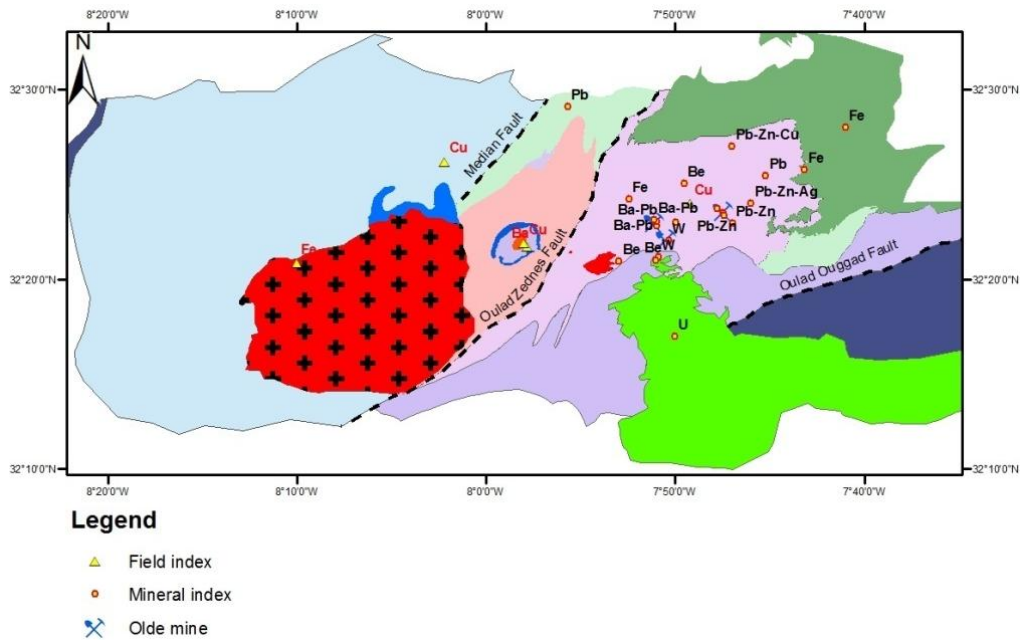 8°20'0"W 8°10'0"W 8°0'0"W 7°50'0"W 7°40'0"W
N
32°30'0"N 32°30'0"N
Pb
Fe
Median Fault
Cu
Pb-Zn-Cu
Pb
Fe
Be
Cu
Fe
Pb-Zn-Ag
Ba-Pb
Ba-Pb
Pb-Zn
Ba-Pb
W
Pb-Zn
Ba
Cu
Fe
Be
Be
W
Oulad Zednes Fault
Oulad Ouggad Fault
32°20'0"N 32°20'0"N
U
32°10'0"N 32°10'0"N
8°20'0"W 8°10'0"W 8°0'0"W 7°50'0"W 7°40'0"W
Legend
Field index
Mineral index
Olde mine